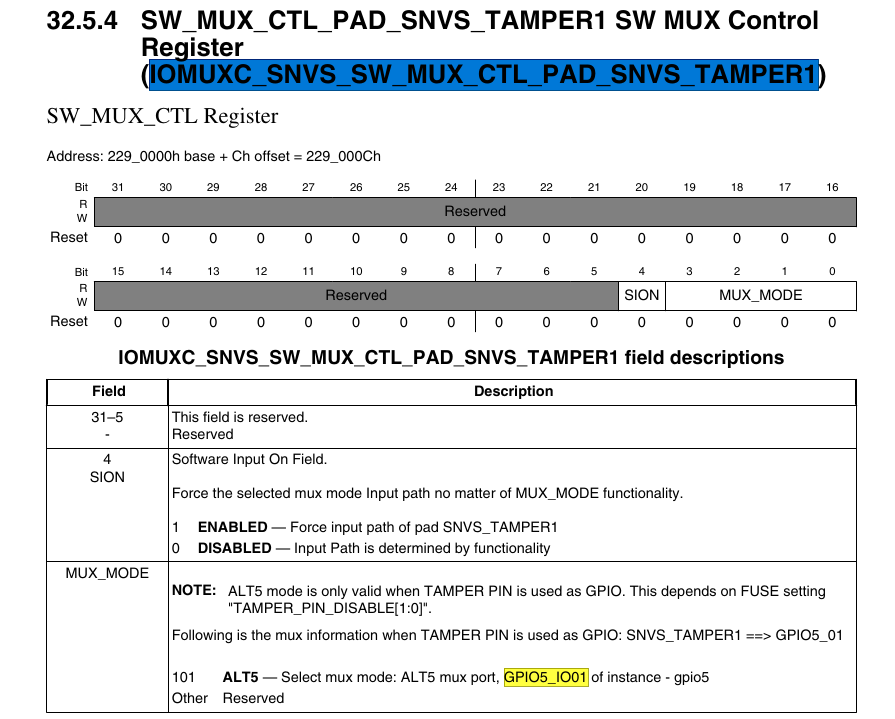 32.5.4 SW_MUX_CTL_PAD_SNVS_TAMPER1 SW MUX Control
Register
(IOMUXC_SNVS_SW_MUX_CTL_PAD_SNVS_TAMPER1)
SW_MUX_CTL Register
Address: 229_0000h base + Ch offset = 229_000Ch
Bit 31 30 29 28 27 26 25 24 23 22 21 20 19 18 17 16
R
W
Reserved
Reset 0 0 0 0 0 0 0 0 0 0 0 0 0 0 0 0
Bit 15 14 13 12 11 10 9 8 7 6 5 4 3 2 1 0
R
W
Reserved SION MUX_MODE
Reset 0 0 0 0 0 0 0 0 0 0 0 0 0 0 0 0
IOMUXC_SNVS_SW_MUX_CTL_PAD_SNVS_TAMPER1 field descriptions
Field Description
31–5 This field is reserved.
- Reserved
4 Software Input On Field.
SION
Force the selected mux mode Input path no matter of MUX_MODE functionality.
1 ENABLED — Force input path of pad SNVS_TAMPER1
0 DISABLED — Input Path is determined by functionality
MUX_MODE
NOTE: ALT5 mode is only valid when TAMPER PIN is used as GPIO. This depends on FUSE setting
"TAMPER_PIN_DISABLE[1:0]".
Following is the mux information when TAMPER PIN is used as GPIO: SNVS_TAMPER1 ==> GPIO5_01
101 ALT5 — Select mux mode: ALT5 mux port, GPIO5_IO01 of instance - gpio5
Other Reserved